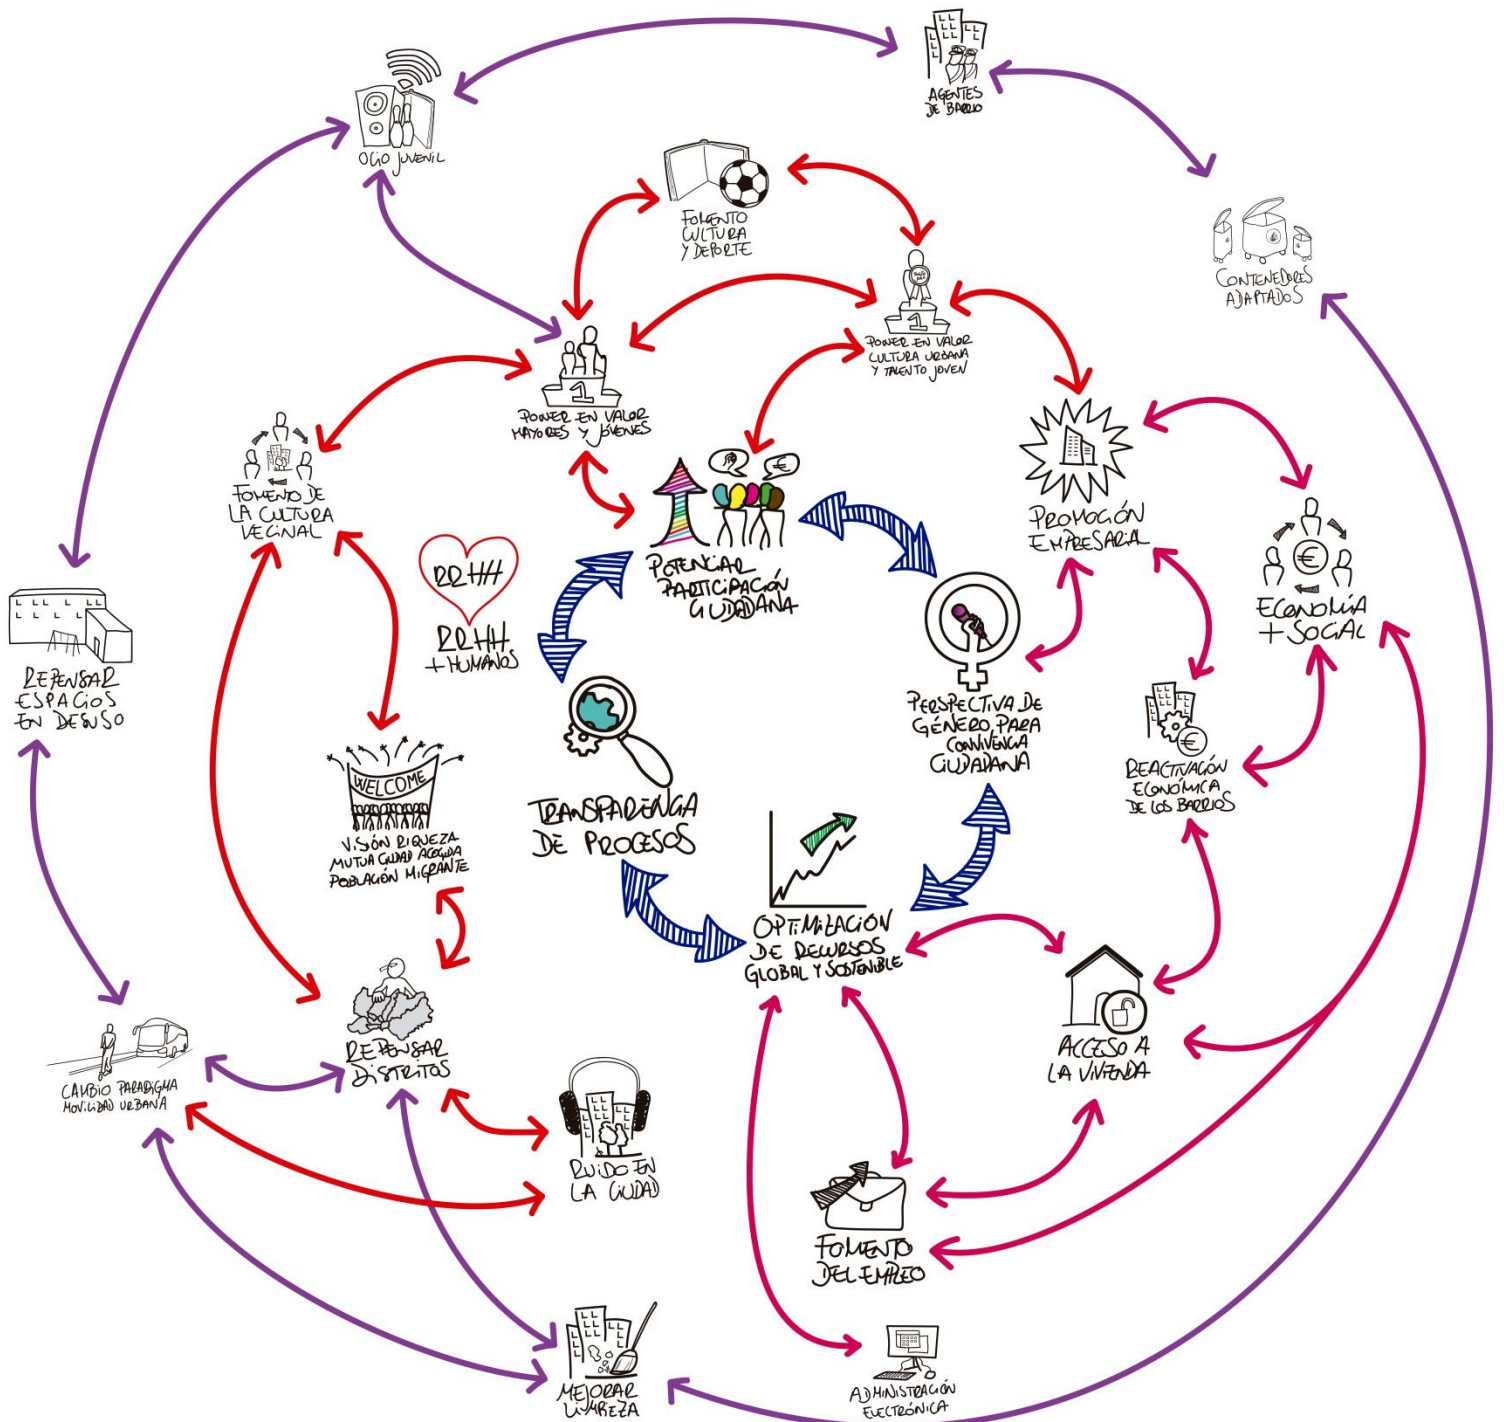 AGENTES
DE BARRIO
OCIO JUVENIL
FOMENTO
CULTURA
Y DEPORTE
CONTENEDORES
ADAPTADOS
1
PONER EN VALOR
CULTURA URBANA
Y TALENTO JOVEN
1
PONER EN VALOR
MAYORES Y JÓVENES
FOMENTO DE
LA CULTURA
VECINAL
€
POTENCIAR
PARTICIPACIÓN
CIUDADANA
PROMOCIÓN
EMPRESARIAL
€
ECONOMÍA
+ SOCIAL
RRHH
RRHH
+ HUMANOS
REPENSAR
ESPACIOS
EN DESUSO
PERSPECTIVA DE
GÉNERO PARA
CONVIVENCIA
CIUDADANA
€
REACTIVACIÓN
ECONÓMICA
DE LOS BARRIOS
TRANSPARENCIA
DE PROCESOS
WELCOME
VISIÓN RIQUEZA
MUTUA CIUDAD ACOGIDA
POBLACIÓN MIGRANTE
OPTIMIZACIÓN
DE RECURSOS
GLOBAL Y SOSTENIBLE
ACCESO A
LA VIVIENDA
REPENSAR
DISTRITOS
CAMBIO PARADIGMA
MOVILIDAD URBANA
RUIDO EN
LA CIUDAD
FOMENTO
DEL EMPLEO
MEJORAR
LIMPIEZA
ADMINISTRACIÓN
ELECTRÓNICA